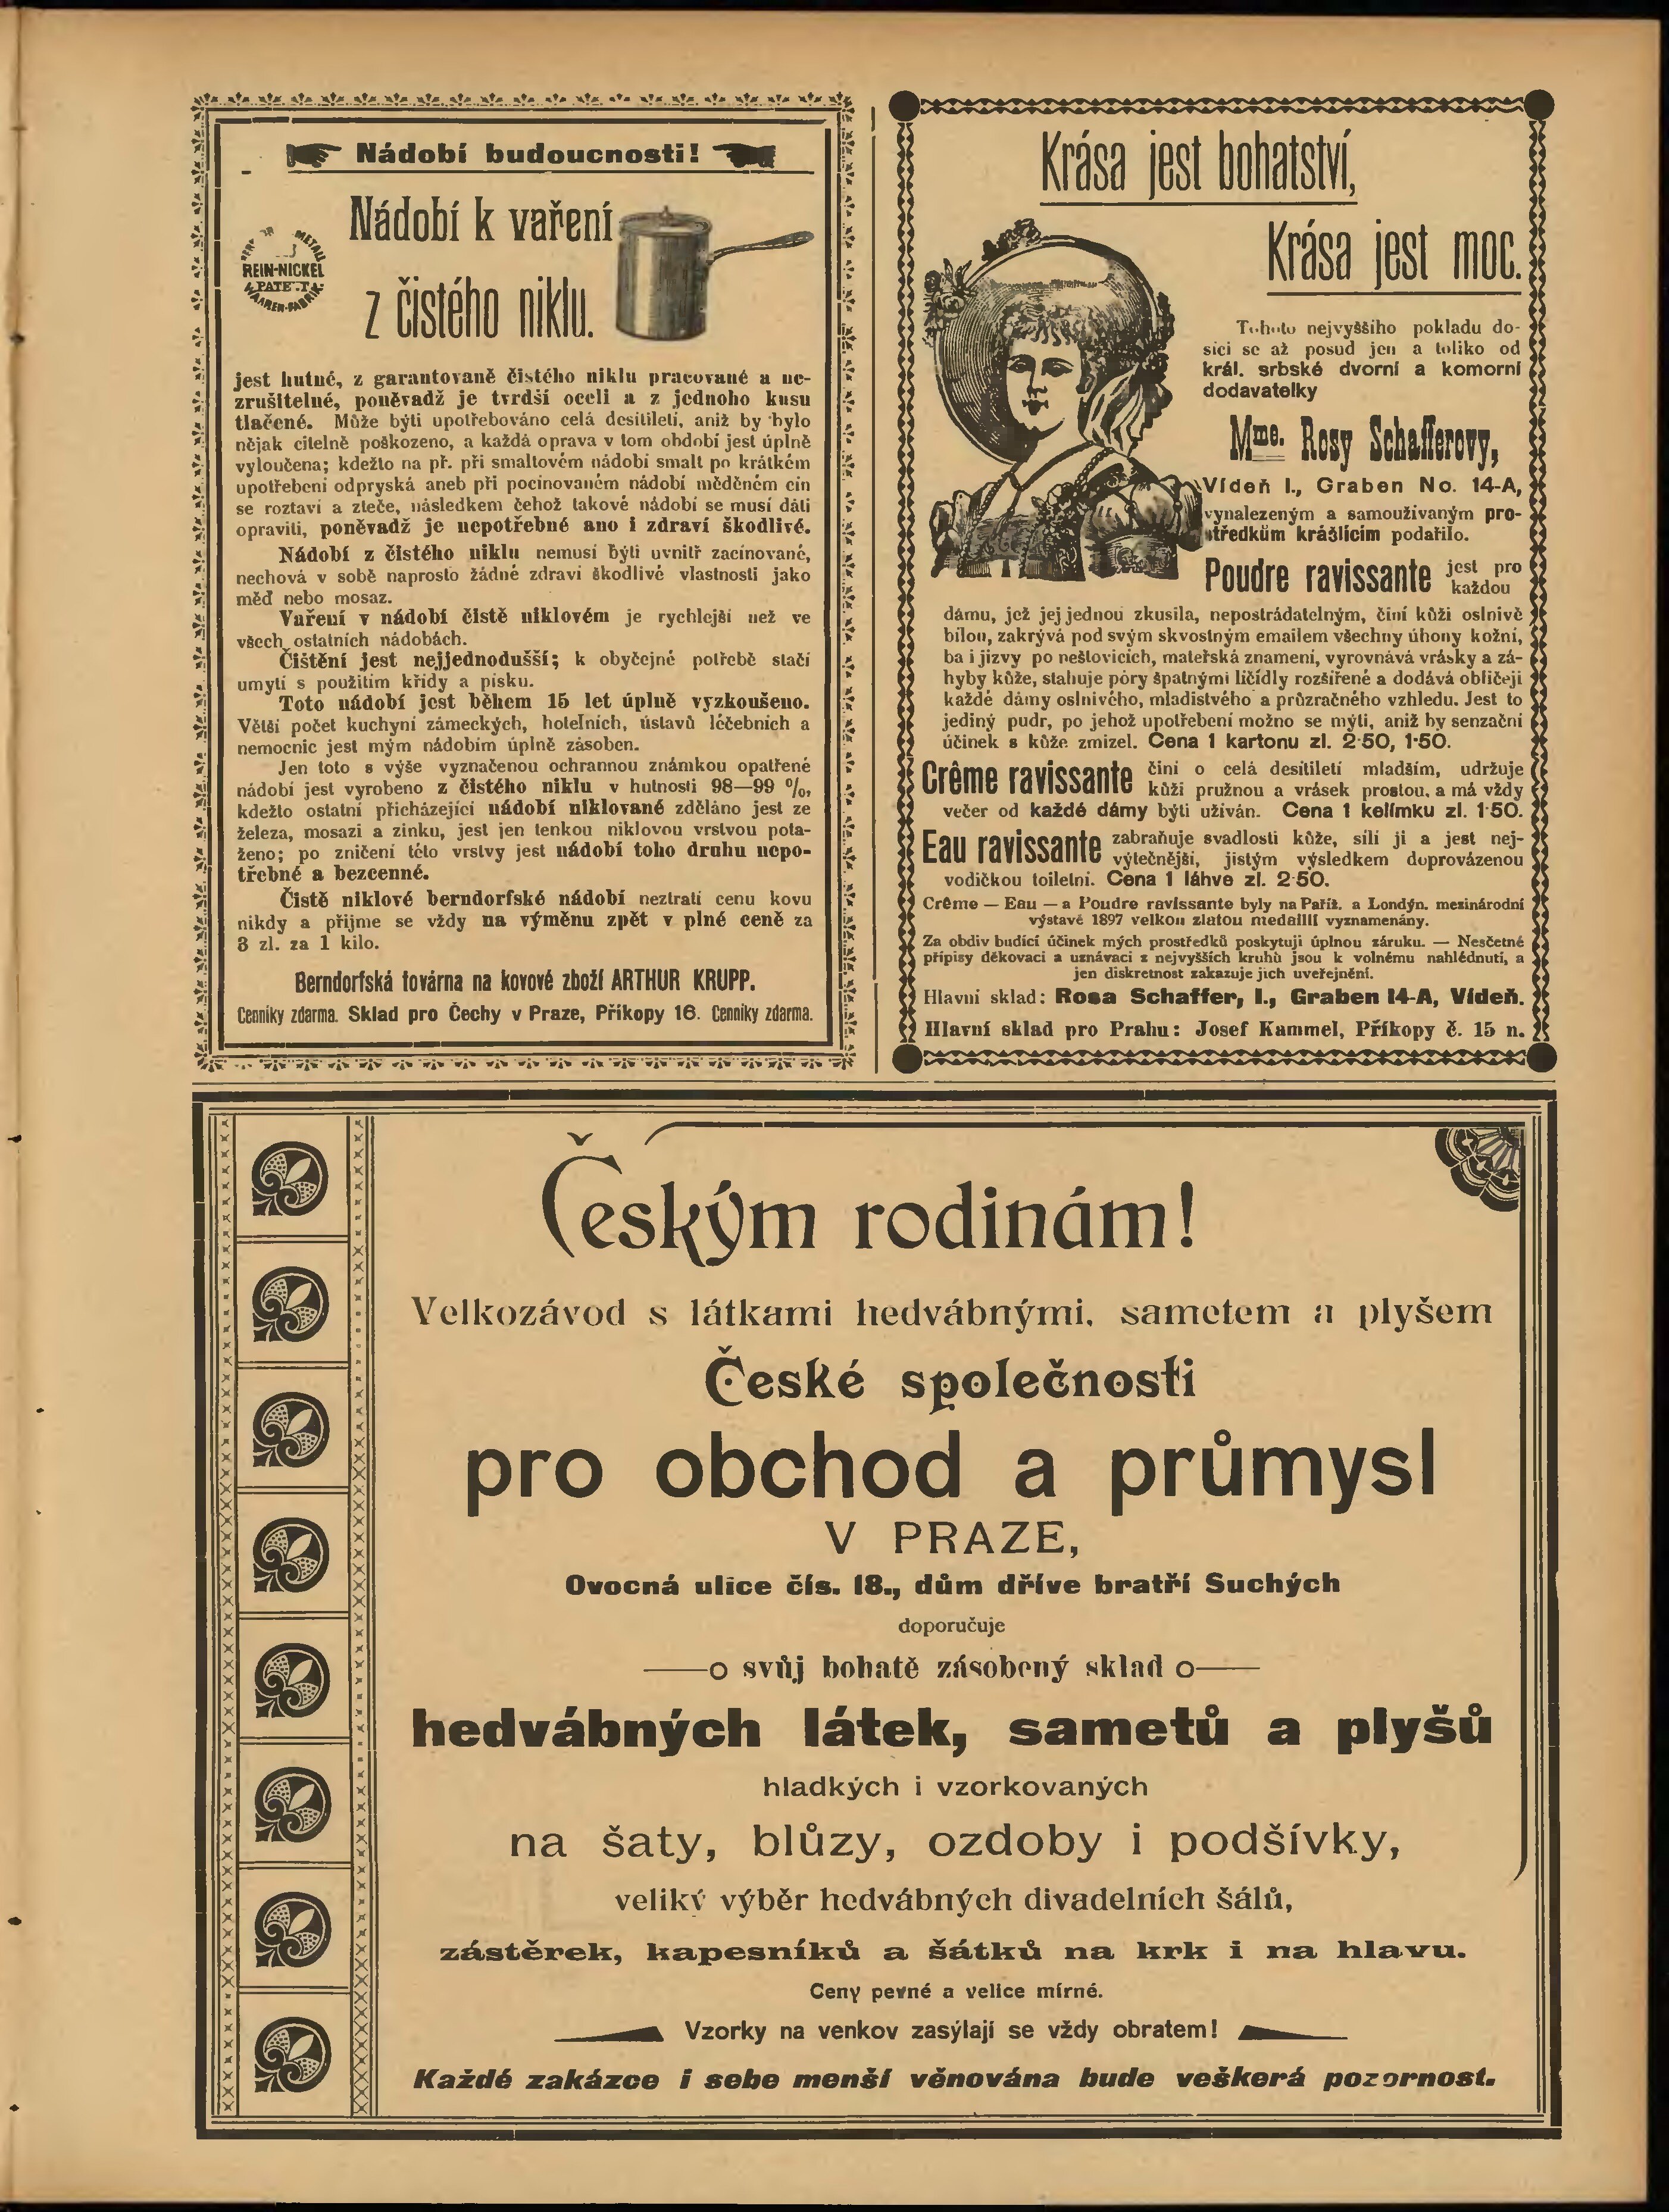 Nádobí budoucnosti!
Nádobí k vaření
z čistého niklu.
METALL
REIN-NICKEL
jest hutné, z garantovaně čistého niklu pracované a ne-
zrušitelné, poněvadž je tvrdší oceli a z jednoho kusu
tlačené. Může býti upotřebováno celá desítiletí, aniž by bylo
nějak citelně poškozeno, a každá oprava v tom období jest úplně
vyloučena; kdežto na př. při smaltovém nádobí smalt po krátkém
upotřebení odpryská aneb při pocínovaném nádobí měděném cín
se roztaví a zteče, následkem čehož takové nádobí se musí dáti
opraviti, poněvadž je nepotřebné ano i zdraví škodlivé.
Nádobí z čistého niklu nemusí býti uvnitř zacínované,
nechová v sobě naprosto žádné zdraví škodlivé vlastnosti jako
měď nebo mosaz.
Vaření v nádobí čistě niklovém je rychlejší než ve
všech ostatních nádobách.
Čištění jest nejjednodušší; k obyčejné potřebě stačí
umytí s použitím křídy a písku.
Toto nádobí jest během 15 let úplně vyzkoušeno.
Větší počet kuchyní zámeckých, hotelních, ústavů léčebních a
nemocnic jest mým nádobím úplně zásoben.
Jen toto s výše vyznačenou ochrannou známkou opatřené
nádobí jest vyrobeno z čistého niklu v hutnosti 98—99 %,
kdežto ostatní přicházející nádobí niklované zděláno jest ze
železa, mosazi a zinku, jest jen tenkou niklovou vrstvou pota-
ženo; po zničení této vrstvy jest nádobí toho druhu nepo-
třebné a bezcenné.
Čistě niklové berndorfské nádobí neztratí cenu kovu
nikdy a přijme se vždy na výměnu zpět v plné ceně za
3 zl. za 1 kilo.
Berndorfská továrna na kovové zboží ARTHUR KRUPP.
Cenníky zdarma. Sklad pro Čechy v Praze, Příkopy 16. Cenníky zdarma.
Krása jest bohatství,
Krása jest moc.
Tohoto nejvyššího pokladu do-
síci se až posud jen a toliko od
král. srbské dvorní a komorní
dodavatelky
Mme. Rosy Schafferovy,
Vídeň I., Graben No. 14-A,
vynalezeným a samoužívaným pro-
středkům krášlícím podařilo.
Poudre ravissante jest pro
každou
dámu, jež jej jednou zkusila, nepostrádatelným, činí kůži oslnivě
bílou, zakrývá pod svým skvostným emailem všechny úhony kožní,
ba i jizvy po neštovicích, mateřská znamení, vyrovnává vrásky a zá-
hyby kůže, stahuje póry špatnými líčidly rozšířené a dodává obličeji
každé dámy oslnivého, mladistvého a průzračného vzhledu. Jest to
jediný pudr, po jehož upotřebení možno se mýti, aniž by senzační
účinek s kůže zmizel. Cena 1 kartonu zl. 2·50, 1·50.
Crême ravissante činí o celá desítiletí mladším, udržuje
kůži pružnou a vrásek prostou, a má vždy
večer od každé dámy býti užíván. Cena 1 kelímku zl. 1·50.
Eau ravissante zabraňuje svadlosti kůže, sílí ji a jest nej-
výtečnější, jistým výsledkem doprovázenou
vodičkou toiletní. Cena 1 láhve zl. 2·50.
Crême — Eau — a Poudre ravissante byly na Paříž. a Londýn. mezinárodní
výstavě 1897 velkou zlatou medailií vyznamenány.
Za obdiv budící účinek mých prostředků poskytuji úplnou záruku. — Nesčetné
přípisy děkovací a uznávací z nejvyšších kruhů jsou k volnému nahlédnutí, a
jen diskretnost zakazuje jich uveřejnění.
Hlavní sklad: Rosa Schaffer, I., Graben 14-A, Vídeň.
Hlavní sklad pro Prahu: Josef Kammel, Příkopy č. 15 n.
Českým rodinám!
Velkozávod s látkami hedvábnými, sametem a plyšem
České společnosti
pro obchod a průmysl
V PRAZE,
Ovocná ulice čís. 18., dům dříve bratří Suchých
doporučuje
svůj bohatě zásobený sklad
hedvábných látek, sametů a plyšů
hladkých i vzorkovaných
na šaty, blůzy, ozdoby i podšívky,
veliký výběr hedvábných divadelních šálů,
zástěrek, kapesníků a šátků na krk i na hlavu.
Ceny pevné a velice mírné.
Vzorky na venkov zasýlají se vždy obratem!
Každé zakázce i sebe menší věnována bude veškerá pozornost.